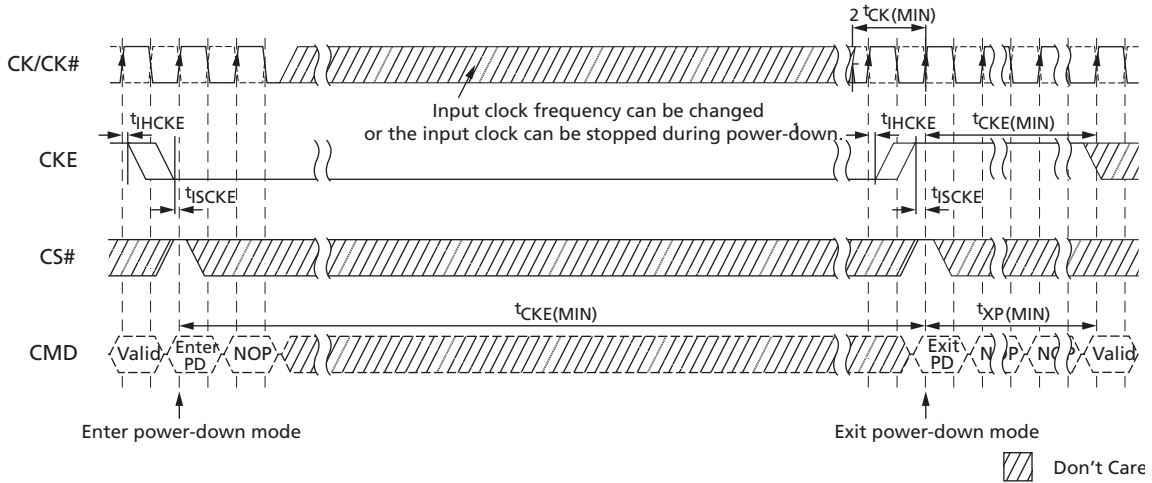 2 tCK(MIN)
CK/CK#
Input clock frequency can be changed
or the input clock can be stopped during power-down.
tIHCKE
tIHCKE
tCKE(MIN)
CKE
tISCKE
tISCKE
CS#
tCKE(MIN)
tXP(MIN)
CMD
Valid
Enter PD
NOP
Exit PD
NOP
NOP
Valid
Enter power-down mode
Exit power-down mode
Don't Care